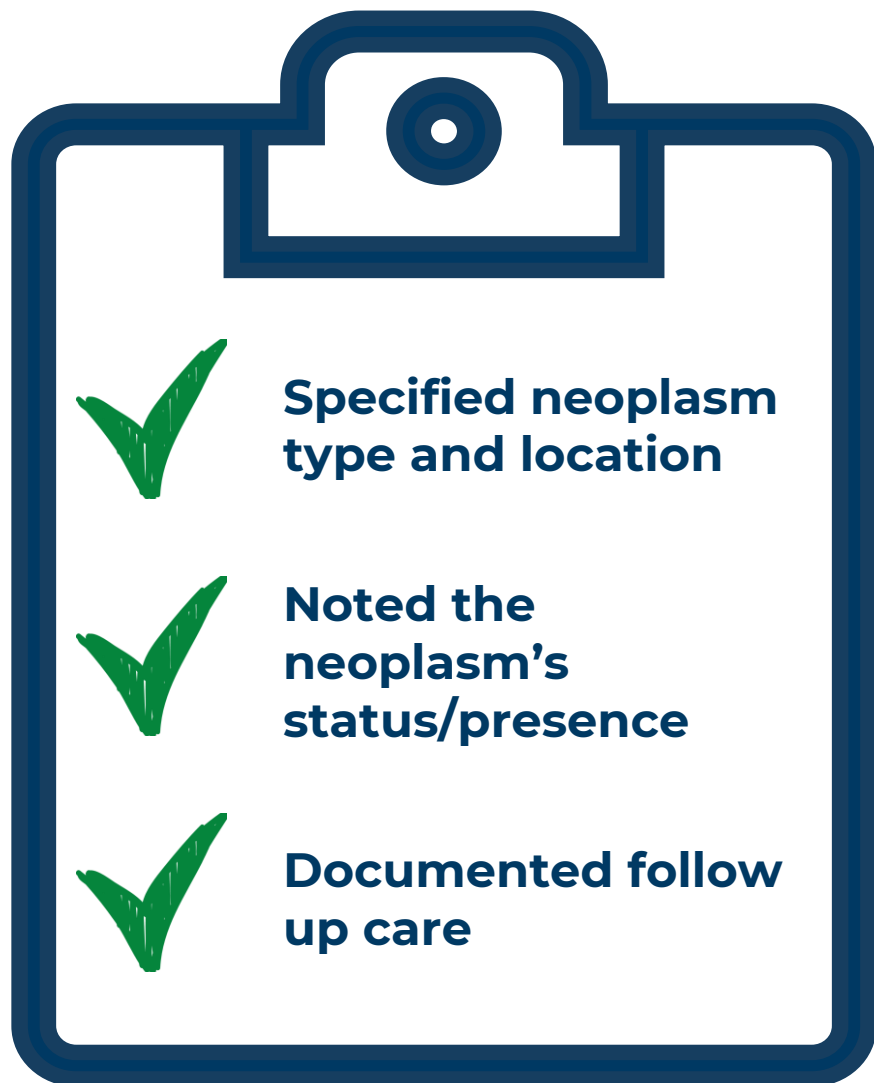 Specified neoplasm
type and location
Noted the
neoplasm’s
status/presence
Documented follow
up care